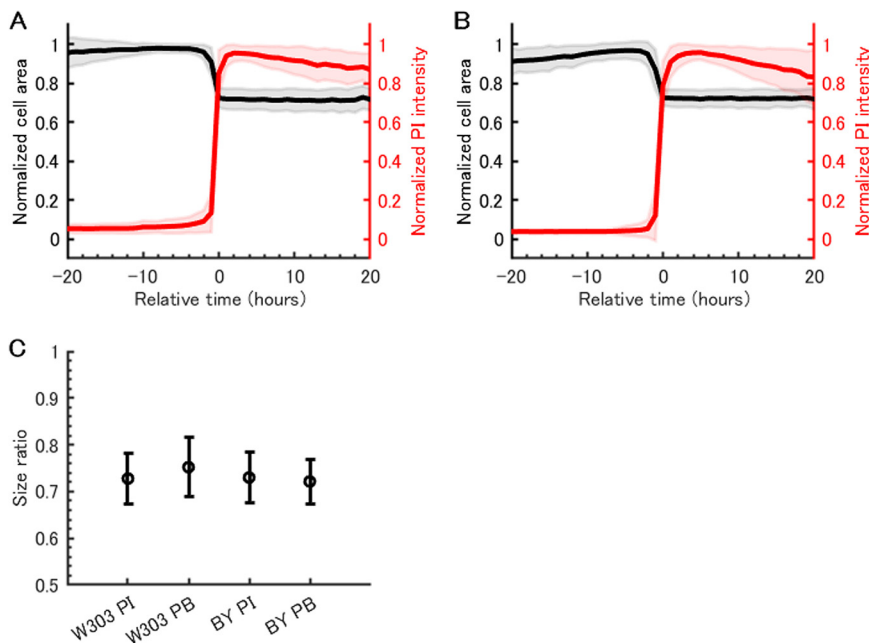 A
Normalized cell area
1
0.8
0.6
0.4
0.2
0
−20
−10
0
10
20
Relative time (hours)
1
0.8
0.6
0.4
0.2
0
Normalized PI intensity
B
Normalized cell area
1
0.8
0.6
0.4
0.2
0
−20
−10
0
10
20
Relative time (hours)
1
0.8
0.6
0.4
0.2
0
Normalized PI intensity
C
Size ratio
1
0.9
0.8
0.7
0.6
0.5
W303 PI
W303 PB
BY PI
BY PB